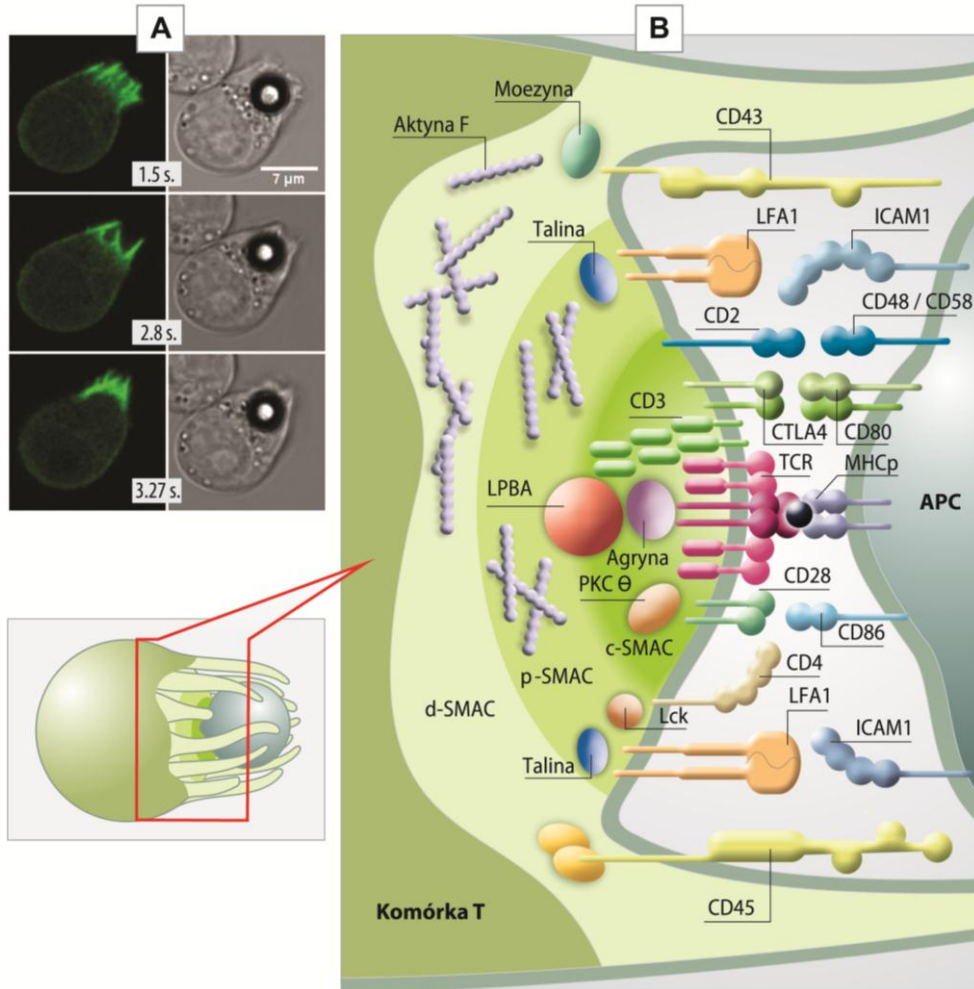 A
1.5 s.
7 µm
2.8 s.
3.27 s.
B
Moezyna
Aktyna F
CD43
Talina
LFA1
ICAM1
CD2
CD48 / CD58
CD3
CTLA4
CD80
TCR
MHCp
LPBA
APC
Agryna
PKC Θ
CD28
c-SMAC
CD86
p-SMAC
CD4
d-SMAC
Lck
LFA1
ICAM1
Talina
Komórka T
CD45